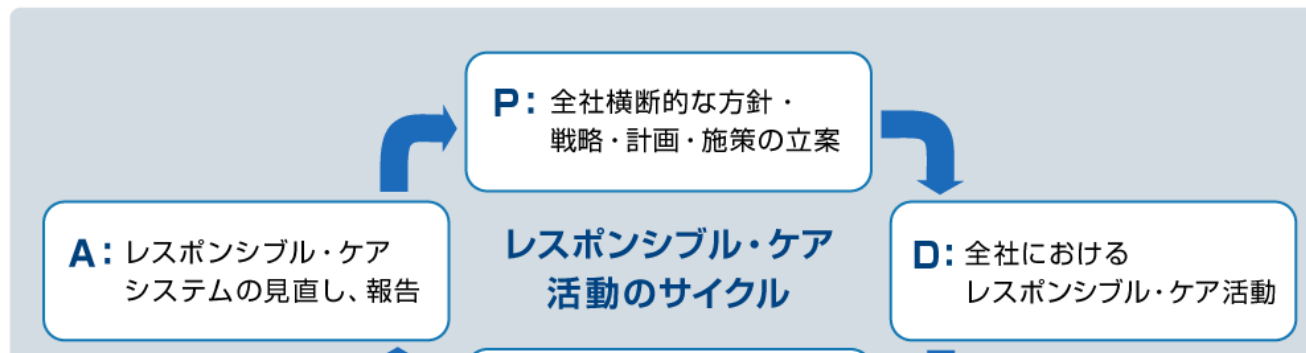 P：全社横断的な方針・
戦略・計画・施策の立案
A：レスポンシブル・ケア
システムの見直し、報告
レスポンシブル・ケア
活動のサイクル
D：全社における
レスポンシブル・ケア活動